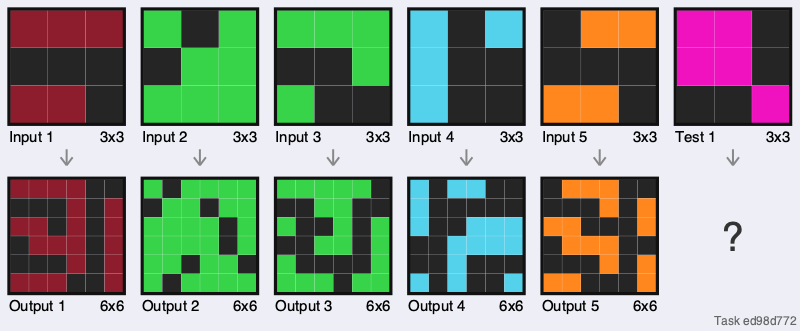 Input 1 3x3 Input 2 3x3 Input 3 3x3 Input 4 3x3 Input 5 3x3 Test 1 3x3
?
Output 1 6x6 Output 2 6x6 Output 3 6x6 Output 4 6x6 Output 5 6x6
Task ed98d772